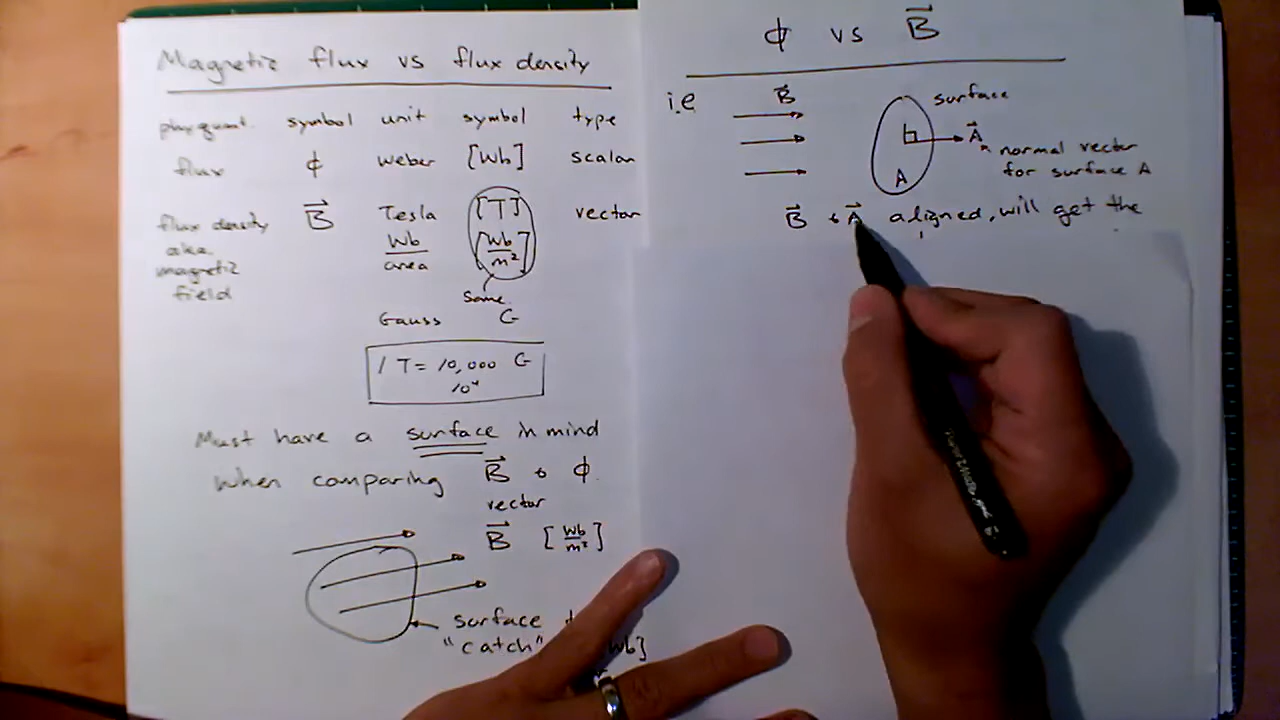 Magnetic flux vs flux density
phys quant. symbol unit symbol type
flux ϕ weber [Wb] scalar
flux density B⃗ Tesla [T] vector
aka. Wb/area [Wb/m²]
magnetic
field same
Gauss G
1 T = 10,000 G
10⁴
Must have a surface in mind
when comparing B⃗ & ϕ
vector
B⃗ [Wb/m²]
surface
"catch" Wb]
ϕ vs B⃗
i.e B⃗ surface
A⃗ normal vector
A for surface A
B⃗ & A⃗ aligned, will get the